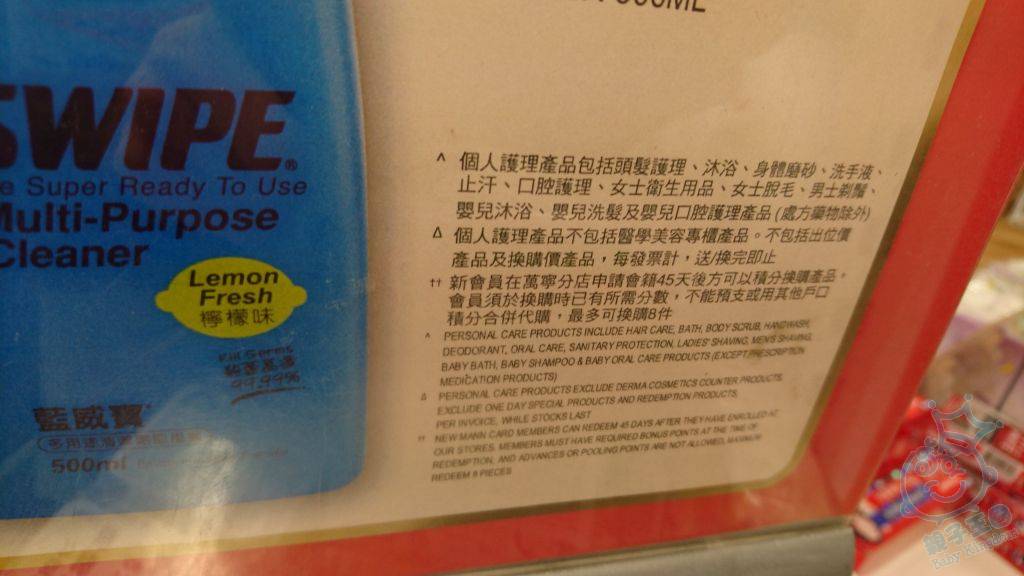 500ML
SWIPE®
Super Ready To Use
Multi-Purpose
Cleaner
Lemon
Fresh
檸檬味
Kill Germs
99.99%
藍威寶
500ml
^ 個人護理產品包括頭髮護理、沐浴、身體磨砂、洗手液、
止汗、口腔護理、女士衛生用品、女士脫毛、男士剃鬚、
嬰兒沐浴、嬰兒洗髮及嬰兒口腔護理產品 (處方藥物除外)
Δ 個人護理產品不包括醫學美容專櫃產品。不包括出位價
產品及換購價產品，每發票計，送/換完即止
†† 新會員在萬寧分店申請會籍45天後方可以積分換購產品。
會員須於換購時已有所需分數，不能預支或用其他戶口
積分合併代購，最多可換購8件
^ PERSONAL CARE PRODUCTS INCLUDE HAIR CARE, BATH, BODY SCRUB, HANDWASH,
DEODORANT, ORAL CARE, SANITARY PROTECTION, LADIES' SHAVING, MEN'S SHAVING,
BABY BATH, BABY SHAMPOO & BABY ORAL CARE PRODUCTS (EXCEPT PRESCRIPTION
MEDICATION PRODUCTS)
Δ PERSONAL CARE PRODUCTS EXCLUDE DERMA COSMETICS COUNTER PRODUCTS,
EXCLUDE ONE DAY SPECIAL PRODUCTS AND REDEMPTION PRODUCTS,
PER INVOICE, WHILE STOCKS LAST
†† NEW MANN CARD MEMBERS CAN REDEEM 45 DAYS AFTER THEY HAVE ENROLLED AT
OUR STORES. MEMBERS MUST HAVE REQUIRED BONUS POINTS AT THE TIME OF
REDEMPTION, AND ADVANCES OR POOLING POINTS ARE NOT ALLOWED, MAXIMUM
REDEEM 8 PIECES